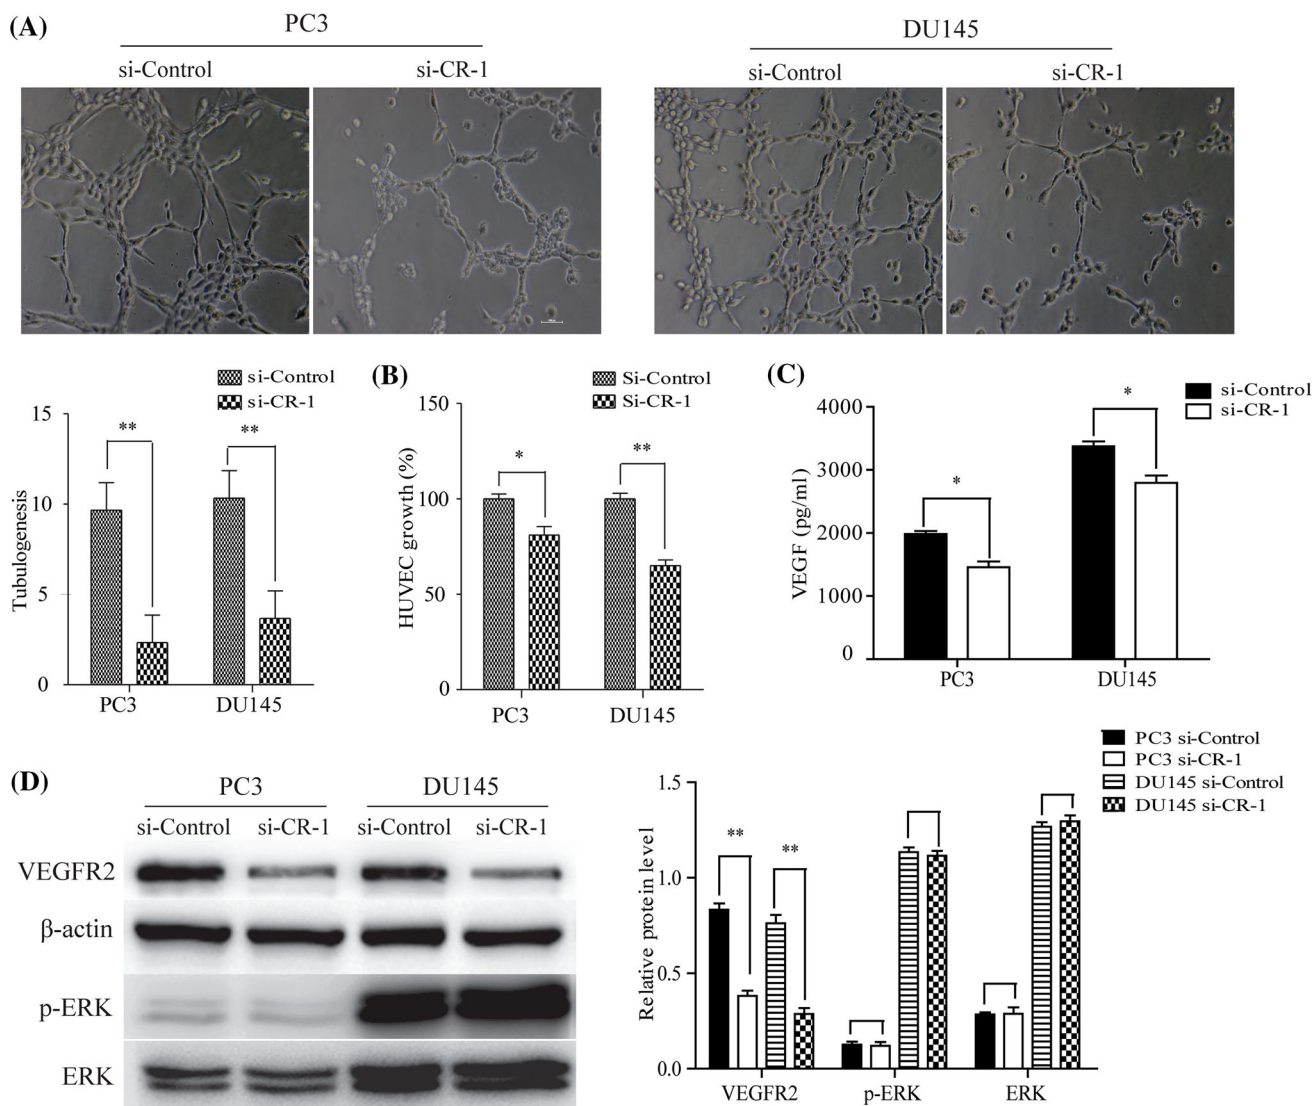 (A)
PC3
DU145
si-Control
si-CR-1
si-Control
si-CR-1
si-Control
si-CR-1
Tubulogenesis
15
10
5
0
**
**
PC3
DU145
(B)
Si-Control
Si-CR-1
HUVEC growth (%)
150
100
50
0
*
**
PC3
DU145
(C)
si-Control
si-CR-1
VEGF (pg/ml)
4000
3000
2000
1000
0
*
*
PC3
DU145
(D)
PC3
DU145
si-Control
si-CR-1
si-Control
si-CR-1
VEGFR2
β-actin
p-ERK
ERK
PC3 si-Control
PC3 si-CR-1
DU145 si-Control
DU145 si-CR-1
Relative protein level
1.5
1.0
0.5
0.0
**
**
VEGFR2
p-ERK
ERK